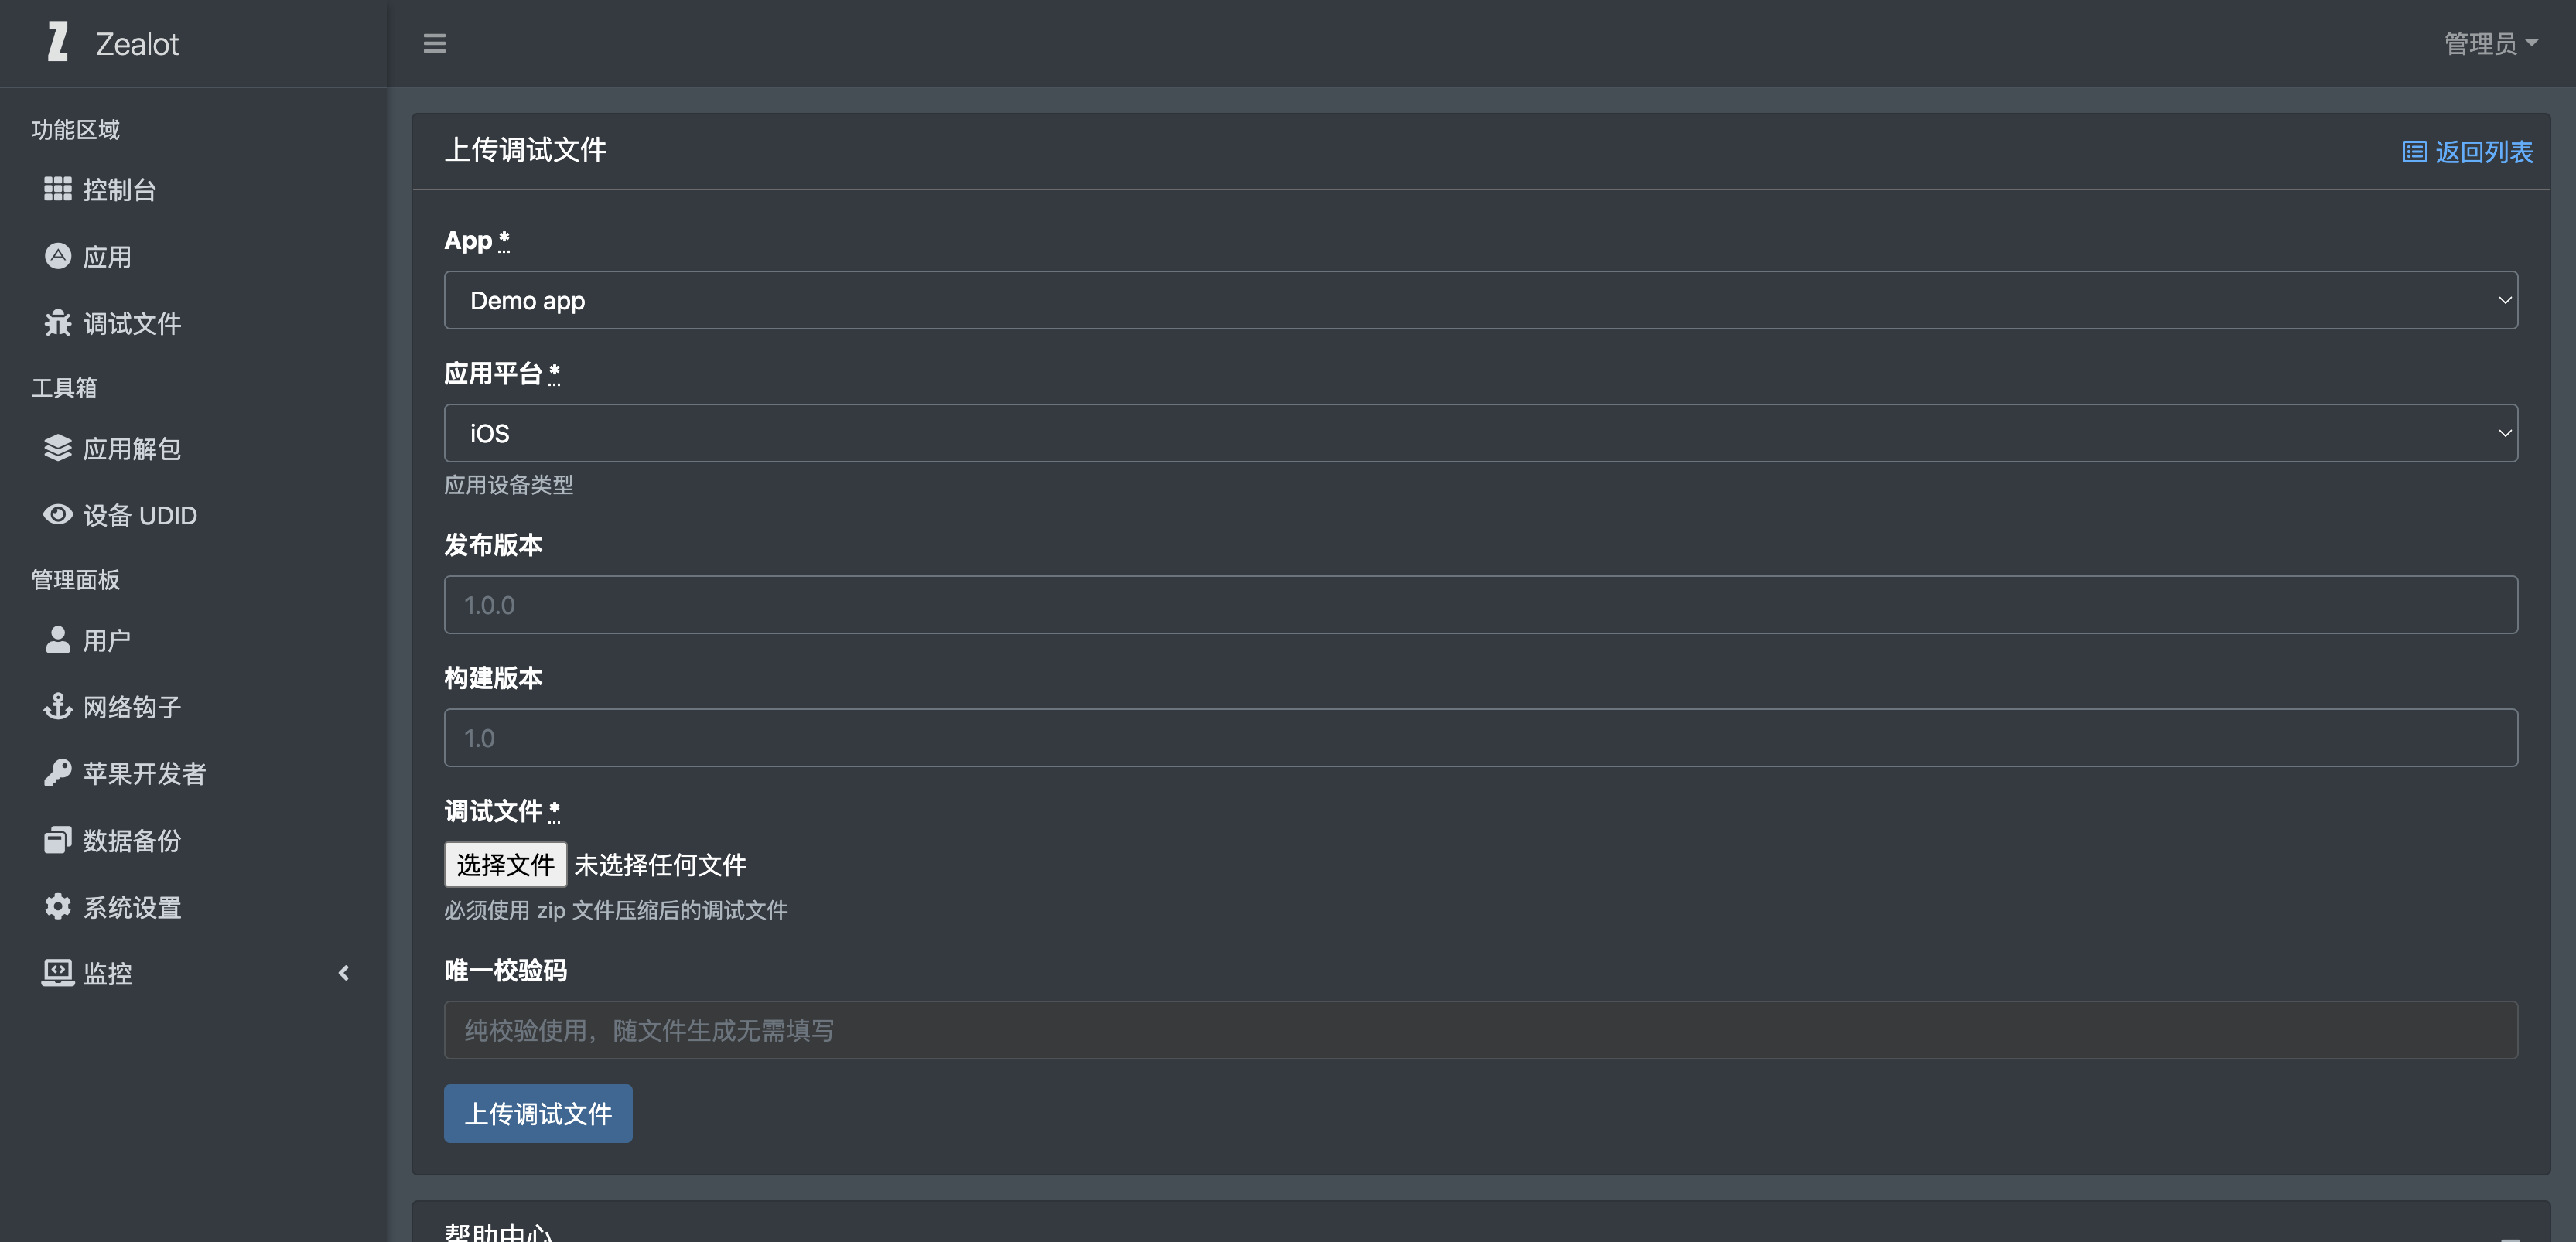 Zealot
管理员
功能区域
控制台
应用
调试文件
工具箱
应用解包
设备 UDID
管理面板
用户
网络钩子
苹果开发者
数据备份
系统设置
监控
上传调试文件
返回列表
App *
Demo app
应用平台 *
iOS
应用设备类型
发布版本
1.0.0
构建版本
1.0
调试文件 *
选择文件 未选择任何文件
必须使用 zip 文件压缩后的调试文件
唯一校验码
纯校验使用，随文件生成无需填写
上传调试文件
帮助中心